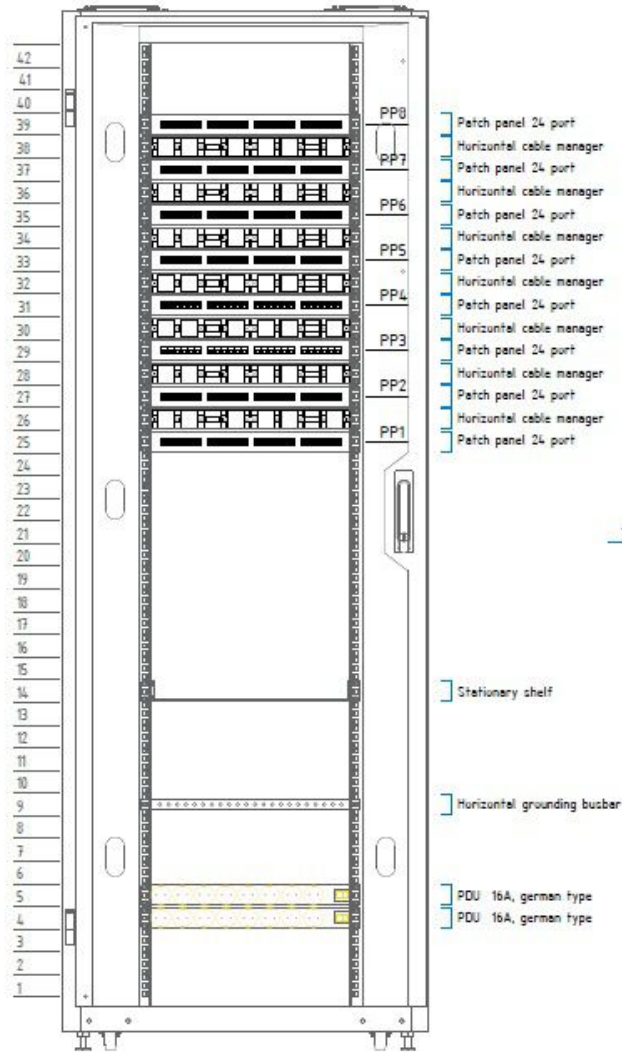 42
41
40
39 PP8 Patch panel 24 port
38 Horizontal cable manager
37 PP7 Patch panel 24 port
36 Horizontal cable manager
35 PP6 Patch panel 24 port
34 Horizontal cable manager
33 PP5 Patch panel 24 port
32 Horizontal cable manager
31 PP4 Patch panel 24 port
30 Horizontal cable manager
29 PP3 Patch panel 24 port
28 Horizontal cable manager
27 PP2 Patch panel 24 port
26 Horizontal cable manager
25 PP1 Patch panel 24 port
24
23
22
21
20
19
18
17
16
15
14 Stationary shelf
13
12
11
10
9 Horizontal grounding busbar
8
7
6
5 PDU 16A, german type
4 PDU 16A, german type
3
2
1